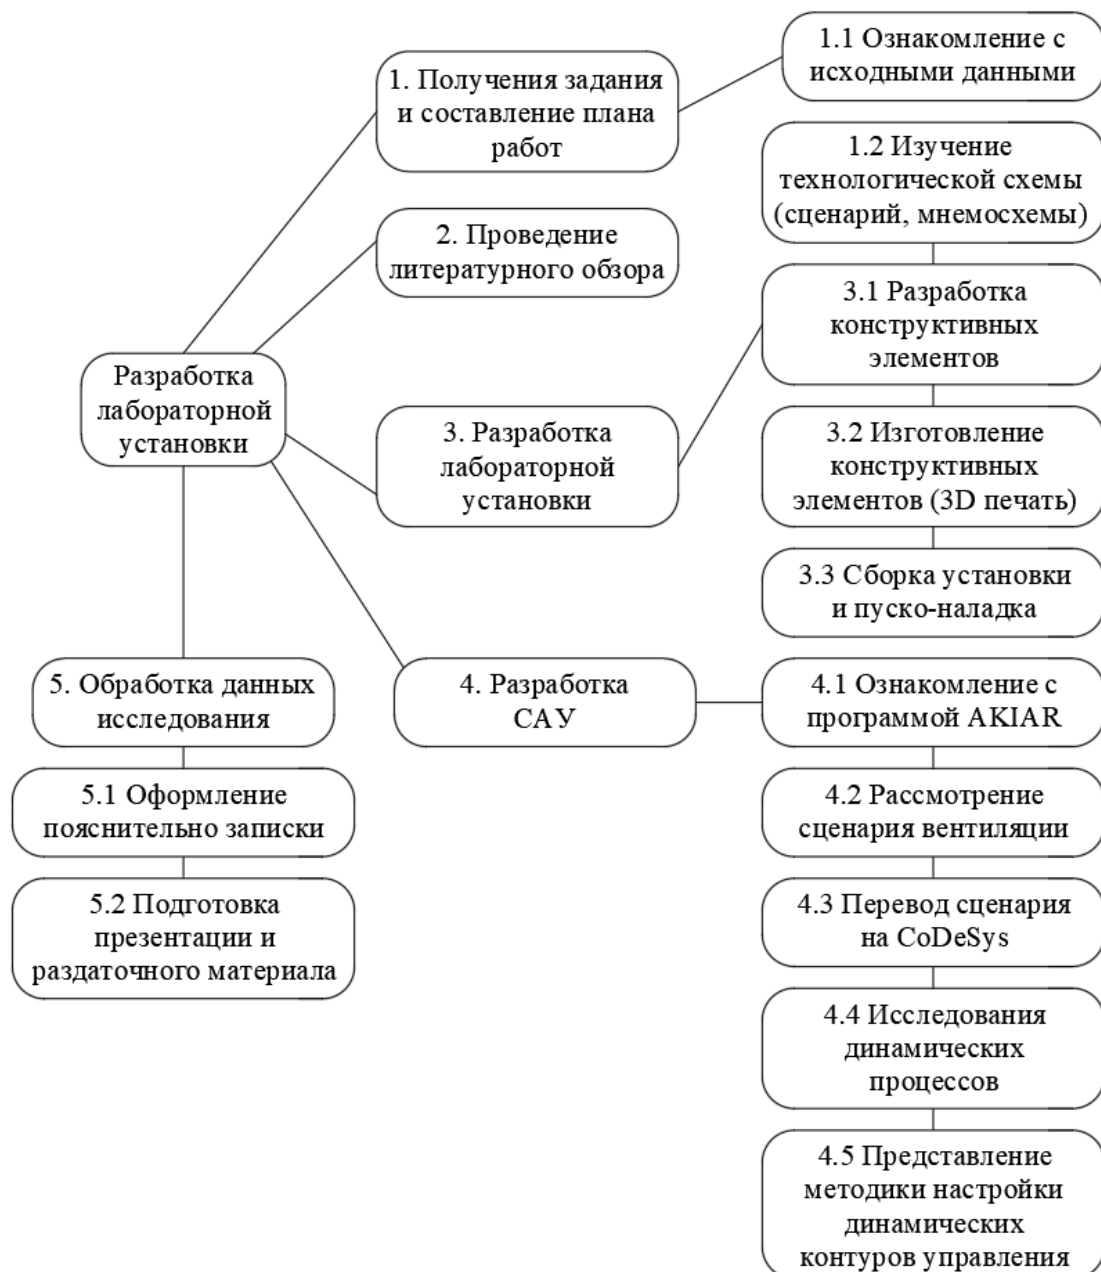 1.1 Ознакомление с
исходными данными
1. Получения задания
и составление плана
работ
1.2 Изучение
технологической схемы
(сценарий, мнемосхемы)
2. Проведение
литературного обзора
3.1 Разработка
конструктивных
элементов
Разработка
лабораторной
установки
3. Разработка
лабораторной
установки
3.2 Изготовление
конструктивных
элементов (3D печать)
3.3 Сборка установки
и пуско-наладка
5. Обработка данных
исследования
4. Разработка
САУ
4.1 Ознакомление с
программой AKIAR
5.1 Оформление
пояснительно записки
4.2 Рассмотрение
сценария вентиляции
5.2 Подготовка
презентации и
раздаточного материала
4.3 Перевод сценария
на CoDeSys
4.4 Исследования
динамических
процессов
4.5 Представление
методики настройки
динамических
контуров управления